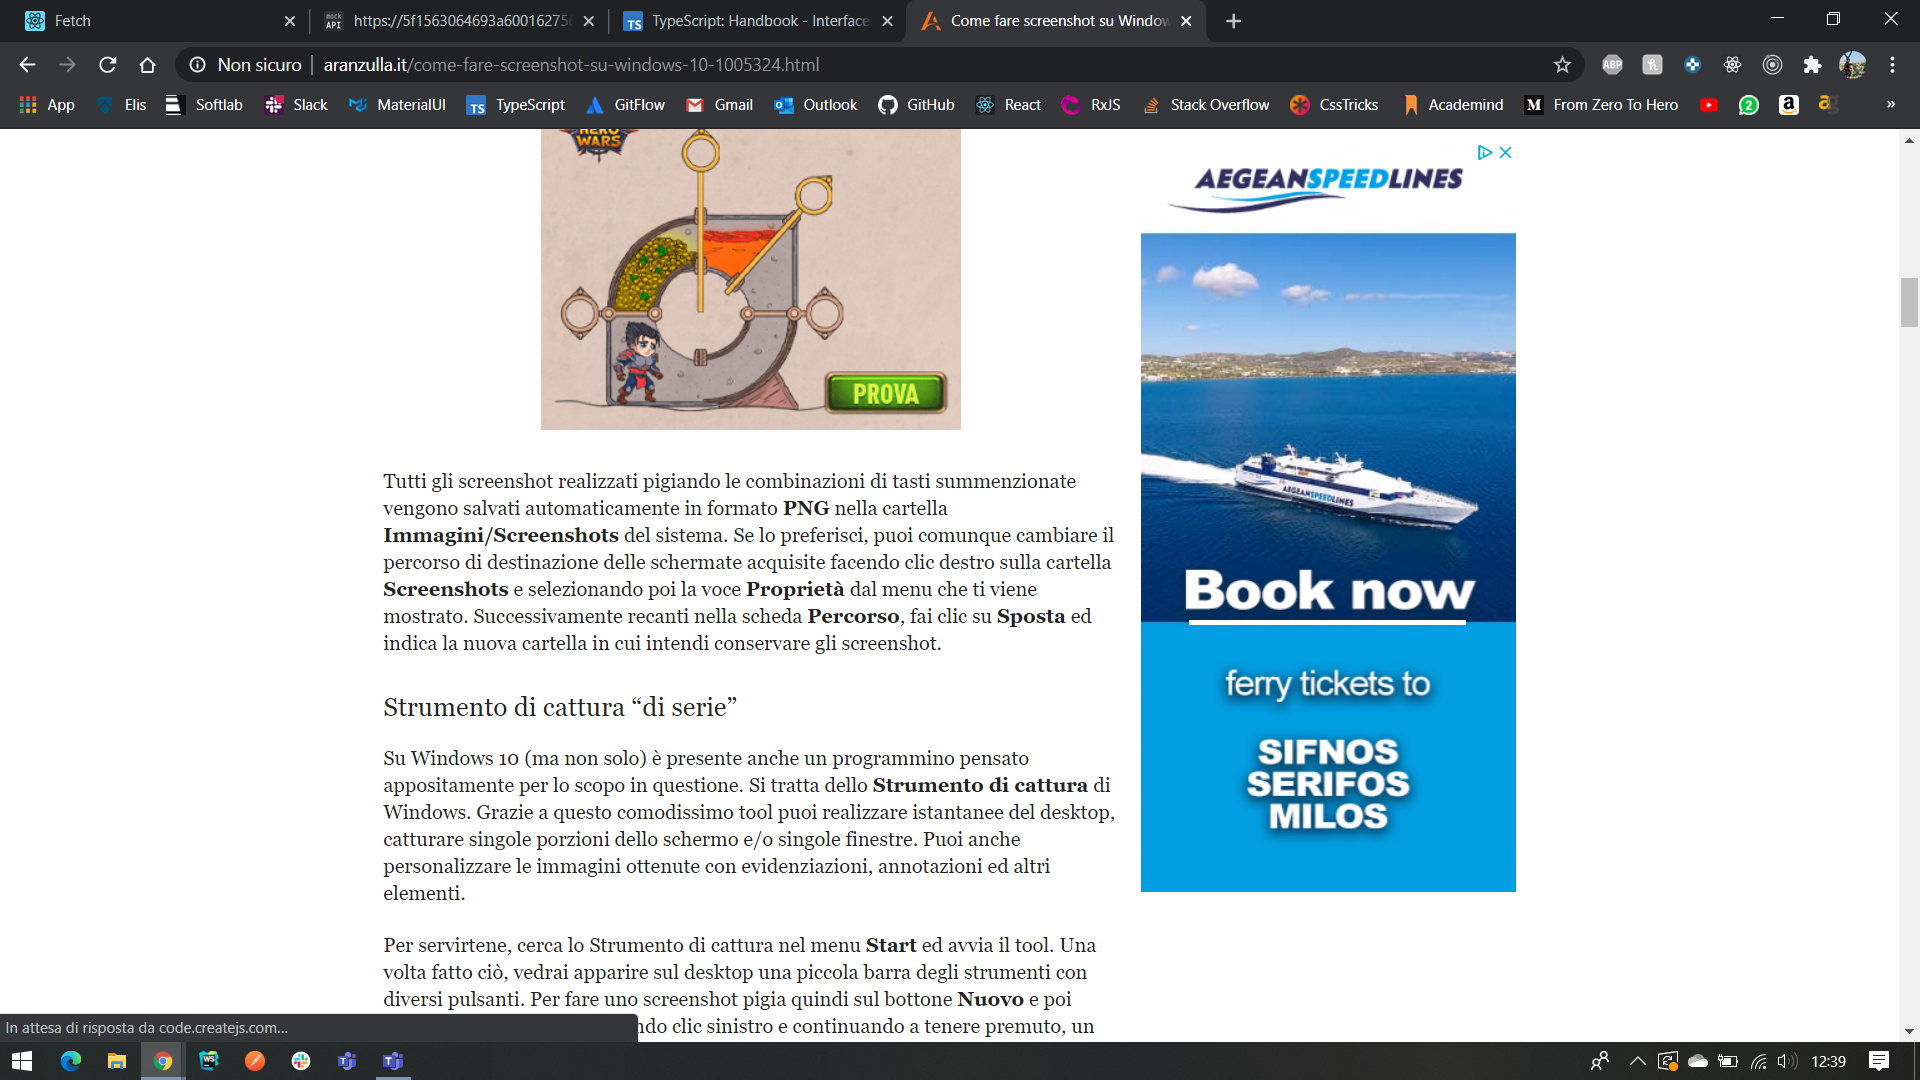 Fetch
https://5f1563064693a600162756
TypeScript: Handbook - Interface
Come fare screenshot su Window
Non sicuro
aranzulla.it/come-fare-screenshot-su-windows-10-1005324.html
ABP
App
Elis
Softlab
Slack
MaterialUI
TypeScript
GitFlow
Gmail
Outlook
GitHub
React
RxJS
Stack Overflow
CssTricks
Academind
From Zero To Hero
HERO
WARS
PROVA
AEGEANSPEEDLINES
AEGEANSPEEDLINES
Book now
ferry tickets to
SIFNOS
SERIFOS
MILOS
Tutti gli screenshot realizzati pigiando le combinazioni di tasti summenzionate
vengono salvati automaticamente in formato PNG nella cartella
Immagini/Screenshots del sistema. Se lo preferisci, puoi comunque cambiare il
percorso di destinazione delle schermate acquisite facendo clic destro sulla cartella
Screenshots e selezionando poi la voce Proprietà dal menu che ti viene
mostrato. Successivamente recanti nella scheda Percorso, fai clic su Sposta ed
indica la nuova cartella in cui intendi conservare gli screenshot.
Strumento di cattura “di serie”
Su Windows 10 (ma non solo) è presente anche un programmino pensato
appositamente per lo scopo in questione. Si tratta dello Strumento di cattura di
Windows. Grazie a questo comodissimo tool puoi realizzare istantanee del desktop,
catturare singole porzioni dello schermo e/o singole finestre. Puoi anche
personalizzare le immagini ottenute con evidenziazioni, annotazioni ed altri
elementi.
Per servirtene, cerca lo Strumento di cattura nel menu Start ed avvia il tool. Una
volta fatto ciò, vedrai apparire sul desktop una piccola barra degli strumenti con
diversi pulsanti. Per fare uno screenshot pigia quindi sul bottone Nuovo e poi
ndo clic sinistro e continuando a tenere premuto, un
In attesa di risposta da code.createjs.com...
12:39